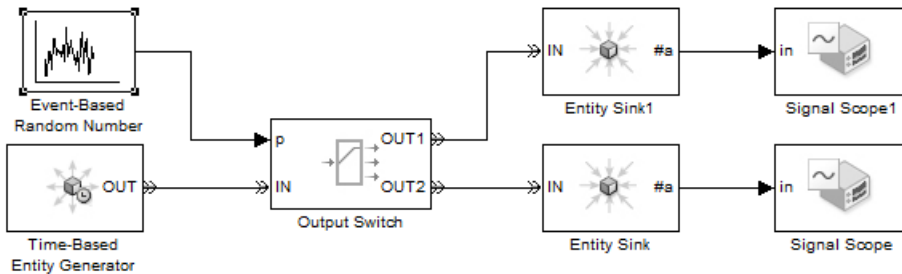 Event-Based
Random Number
OUT
Time-Based
Entity Generator
p
IN
OUT1
OUT2
Output Switch
IN
#a
Entity Sink1
in
Signal Scope1
IN
#a
Entity Sink
in
Signal Scope